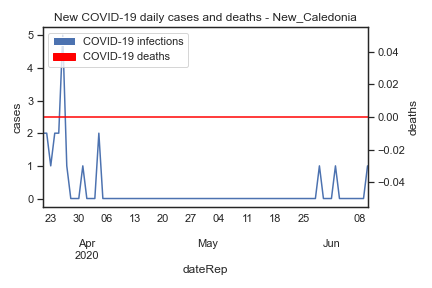 New COVID-19 daily cases and deaths - New_Caledonia
COVID-19 infections
COVID-19 deaths
cases
5
4
3
2
1
0
0.04
0.02
0.00
−0.02
−0.04
deaths
23 30 06 13 20 27 04 11 18 25 08
Apr May Jun
2020
dateRep